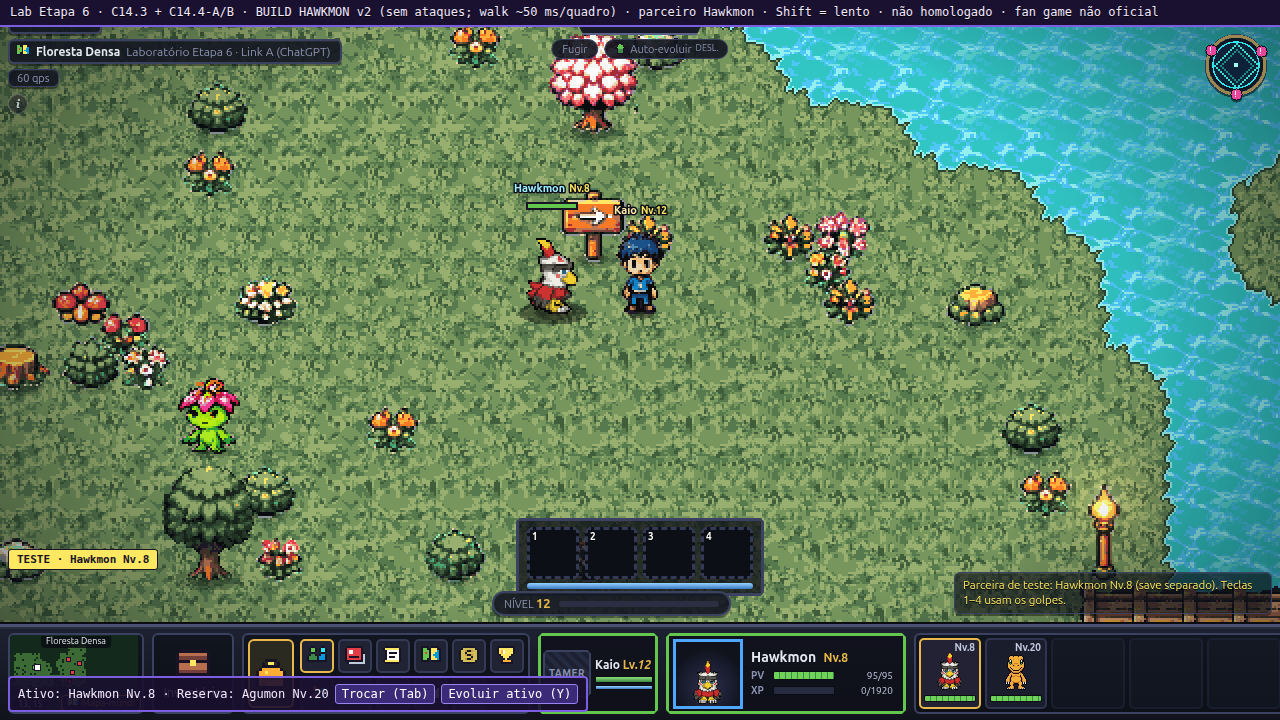 Lab Etapa 6 · C14.3 + C14.4-A/B · BUILD HAWKMON v2 (sem ataques; walk ~50 ms/quadro) · parceiro Hawkmon · Shift = lento · não homologado · fan game não oficial
Floresta Densa Laboratório Etapa 6 · Link A (ChatGPT)
Fugir
Auto-evoluir DESL.
60 qps
i
Hawkmon Nv.8
Kaio Nv.12
1
2
3
4
TESTE · Hawkmon Nv.8
NÍVEL 12
Parceira de teste: Hawkmon Nv.8 (save separado). Teclas
1–4 usam os golpes.
Floresta Densa
S
TAMER
Kaio Lv.12
Hawkmon Nv.8
PV 95/95
XP 0/1920
Nv.8
Nv.20
Ativo: Hawkmon Nv.8 · Reserva: Agumon Nv.20 Trocar (Tab) Evoluir ativo (Y)